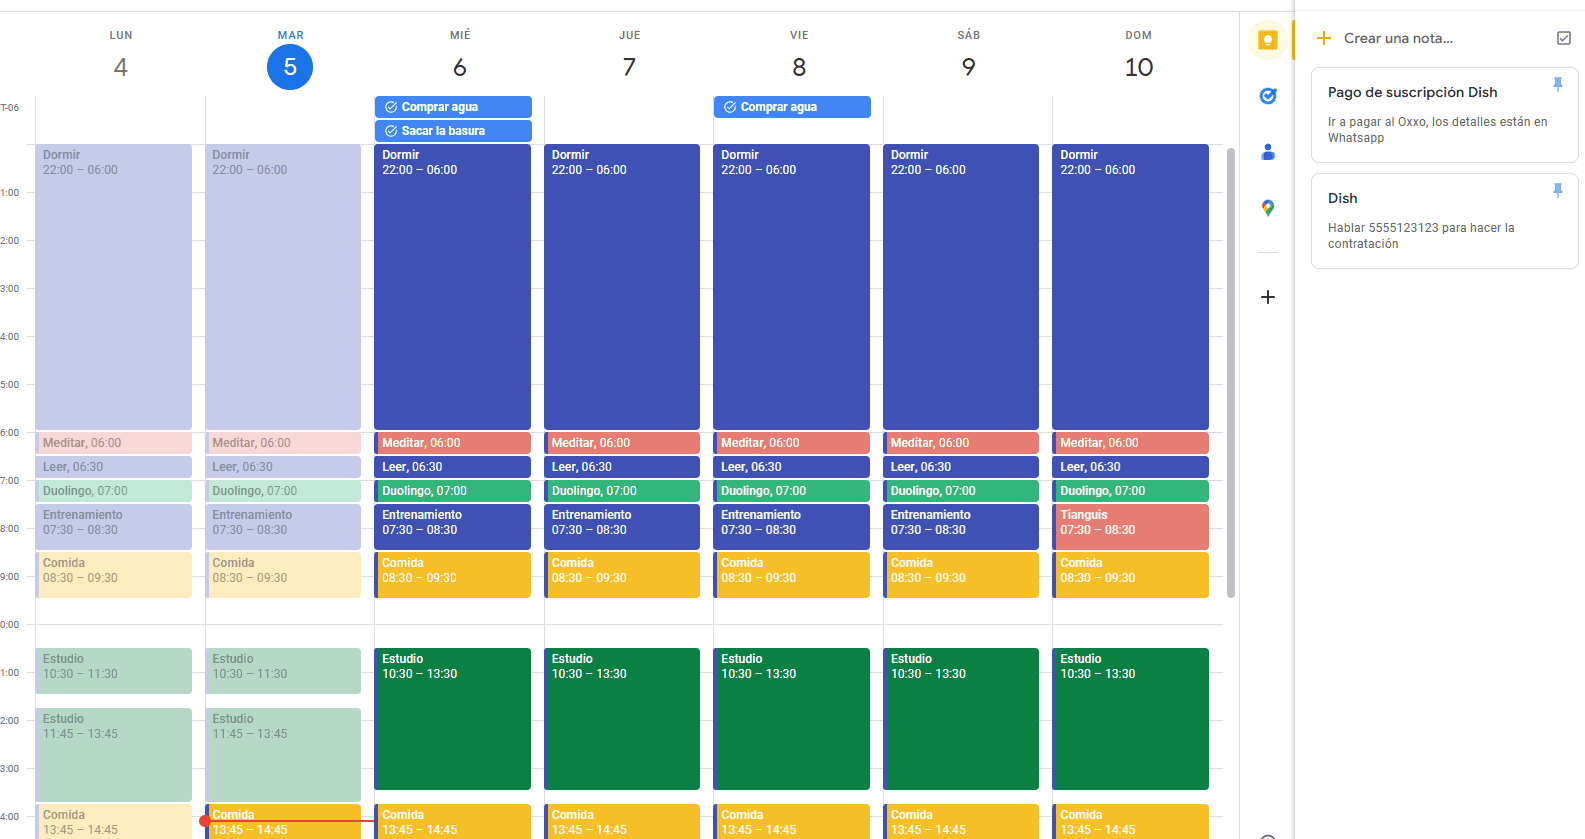 LUN MAR MIÉ JUE VIE SÁB DOM
4 5 6 7 8 9 10
T-06
Comprar agua Comprar agua
Sacar la basura
Dormir Dormir Dormir Dormir Dormir Dormir Dormir
22:00 – 06:00 22:00 – 06:00 22:00 – 06:00 22:00 – 06:00 22:00 – 06:00 22:00 – 06:00 22:00 – 06:00
1:00
2:00
3:00
4:00
5:00
6:00
Meditar, 06:00 Meditar, 06:00 Meditar, 06:00 Meditar, 06:00 Meditar, 06:00 Meditar, 06:00 Meditar, 06:00
Leer, 06:30 Leer, 06:30 Leer, 06:30 Leer, 06:30 Leer, 06:30 Leer, 06:30 Leer, 06:30
7:00
Duolingo, 07:00 Duolingo, 07:00 Duolingo, 07:00 Duolingo, 07:00 Duolingo, 07:00 Duolingo, 07:00 Duolingo, 07:00
Entrenamiento Entrenamiento Entrenamiento Entrenamiento Entrenamiento Entrenamiento Tianguis
8:00
07:30 – 08:30 07:30 – 08:30 07:30 – 08:30 07:30 – 08:30 07:30 – 08:30 07:30 – 08:30 07:30 – 08:30
Comida Comida Comida Comida Comida Comida Comida
9:00
08:30 – 09:30 08:30 – 09:30 08:30 – 09:30 08:30 – 09:30 08:30 – 09:30 08:30 – 09:30 08:30 – 09:30
0:00
Estudio Estudio Estudio Estudio Estudio Estudio Estudio
1:00
10:30 – 11:30 10:30 – 11:30 10:30 – 13:30 10:30 – 13:30 10:30 – 13:30 10:30 – 13:30 10:30 – 13:30
2:00
Estudio Estudio
11:45 – 13:45 11:45 – 13:45
3:00
Comida Comida Comida Comida Comida Comida Comida
4:00
13:45 – 14:45 13:45 – 14:45 13:45 – 14:45 13:45 – 14:45 13:45 – 14:45 13:45 – 14:45 13:45 – 14:45
Crear una nota...
Pago de suscripción Dish
Ir a pagar al Oxxo, los detalles están en
Whatsapp
Dish
Hablar 5555123123 para hacer la
contratación